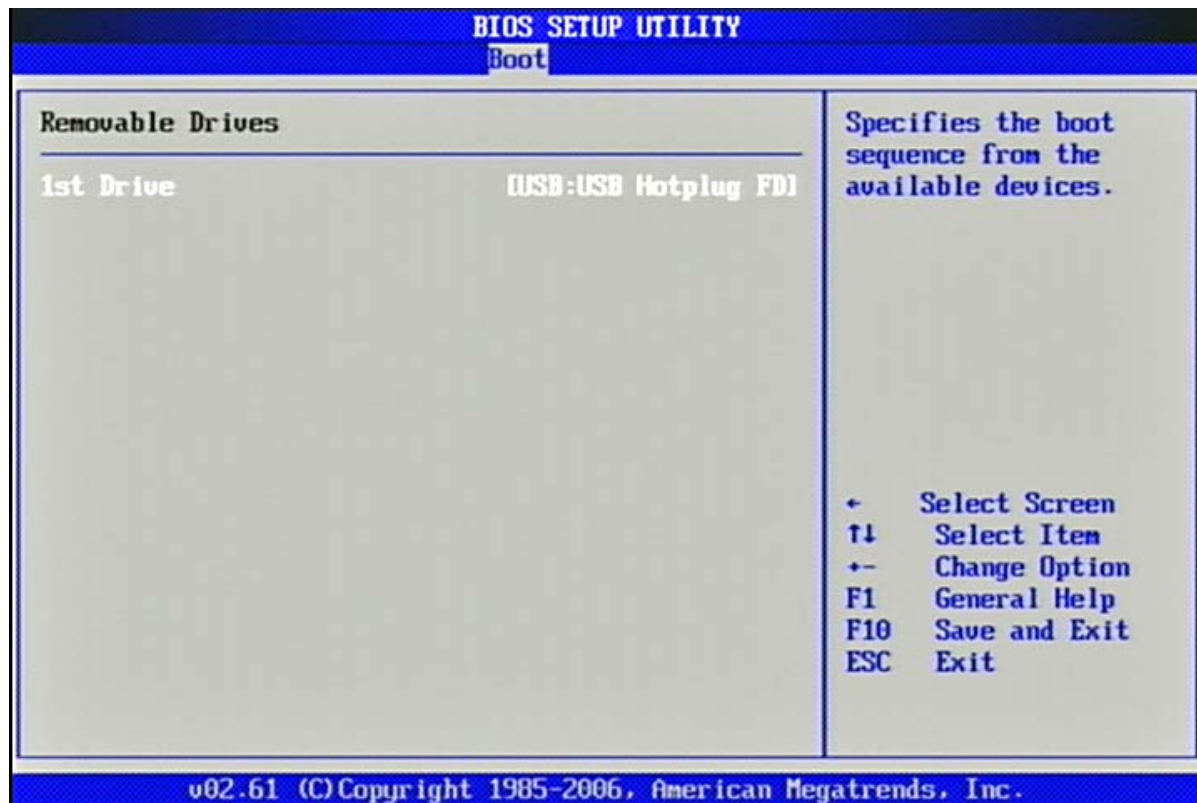 BIOS SETUP UTILITY
Boot
Removable Drives
1st Drive [USB:USB Hotplug FD]
Specifies the boot
sequence from the
available devices.
← Select Screen
↑↓ Select Item
+- Change Option
F1 General Help
F10 Save and Exit
ESC Exit
v02.61 (C)Copyright 1985-2006, American Megatrends, Inc.